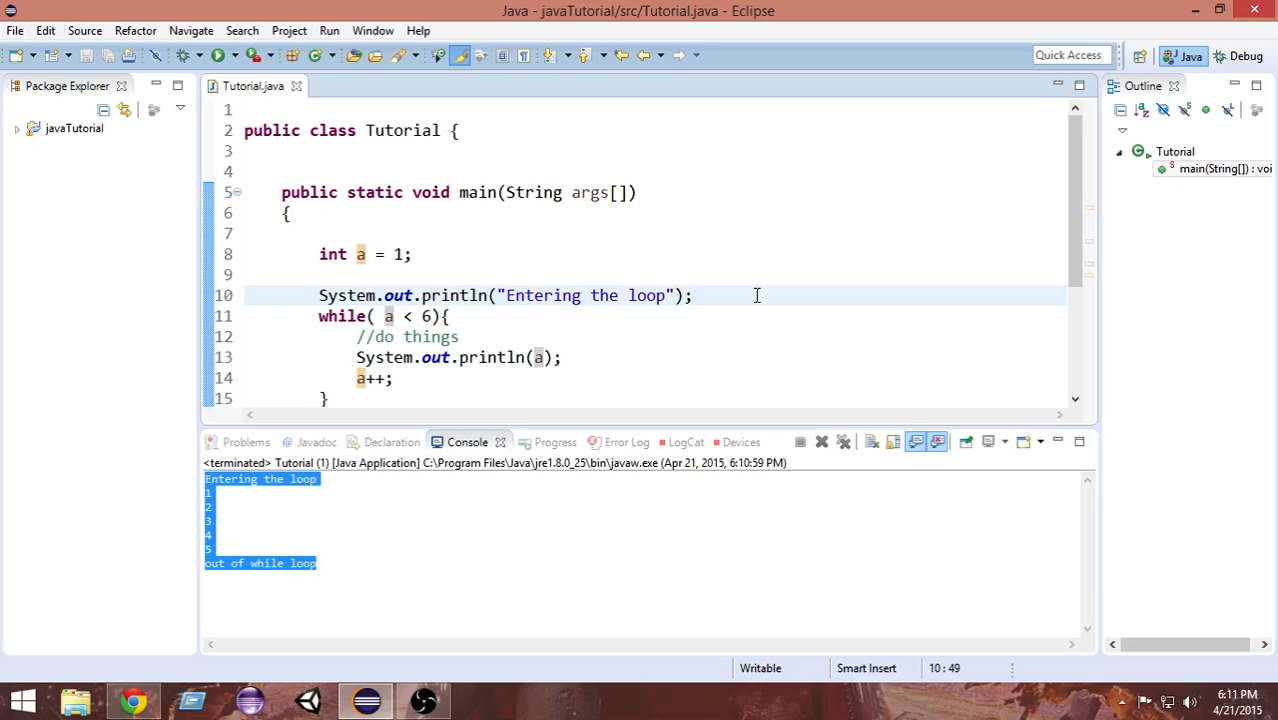 Java - javaTutorial/src/Tutorial.java - Eclipse
File Edit Source Refactor Navigate Search Project Run Window Help
Quick Access Java Debug
Package Explorer
javaTutorial
Tutorial.java
1
2 public class Tutorial {
3
4
5 public static void main(String args[])
6 {
7
8 int a = 1;
9
10 System.out.println("Entering the loop");
11 while( a < 6){
12 //do things
13 System.out.println(a);
14 a++;
15 }
Outline
Tutorial
main(String[]) : voi
Problems Javadoc Declaration Console Progress Error Log LogCat Devices
<terminated> Tutorial (1) [Java Application] C:\Program Files\Java\jre1.8.0_25\bin\javaw.exe (Apr 21, 2015, 6:10:59 PM)
Entering the loop
1
2
3
4
5
out of while loop
Writable Smart Insert 10 : 49
6:11 PM
4/21/2015